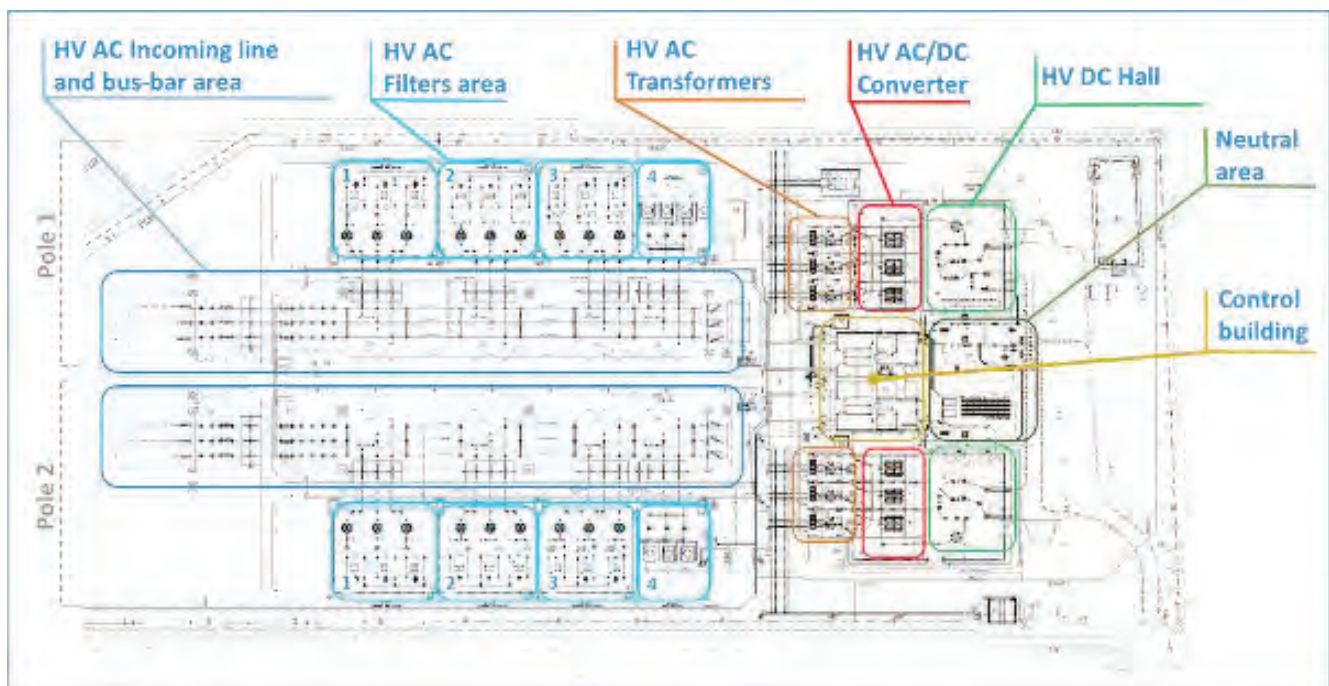 HV AC Incoming line
and bus-bar area
HV AC
Filters area
HV AC
Transformers
HV AC/DC
Converter
HV DC Hall
Neutral
area
Control
building
Pole 1
Pole 2
1
2
3
4
1
2
3
4